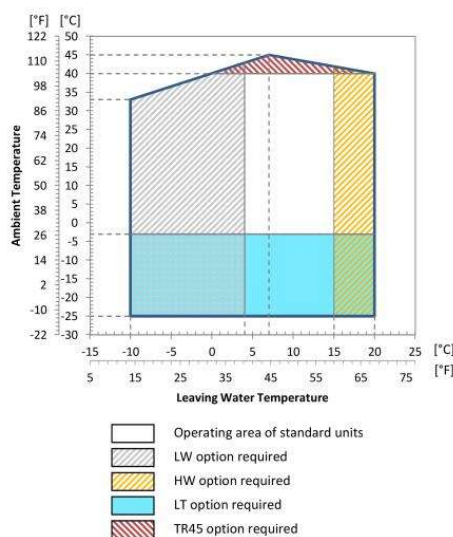 [°F] [°C]
122 50
110 45
98 40
86 35
74 30
62 25
50 20
38 15
26 10
14 5
2 0
-10 -5
-22 -10
-15
-20
-25
-30
Ambient Temperature
-15 -10 -5 0 5 10 15 20 25 [°C]
5 15 25 35 45 55 65 75 [°F]
Leaving Water Temperature
Operating area of standard units
LW option required
HW option required
LT option required
TR45 option required